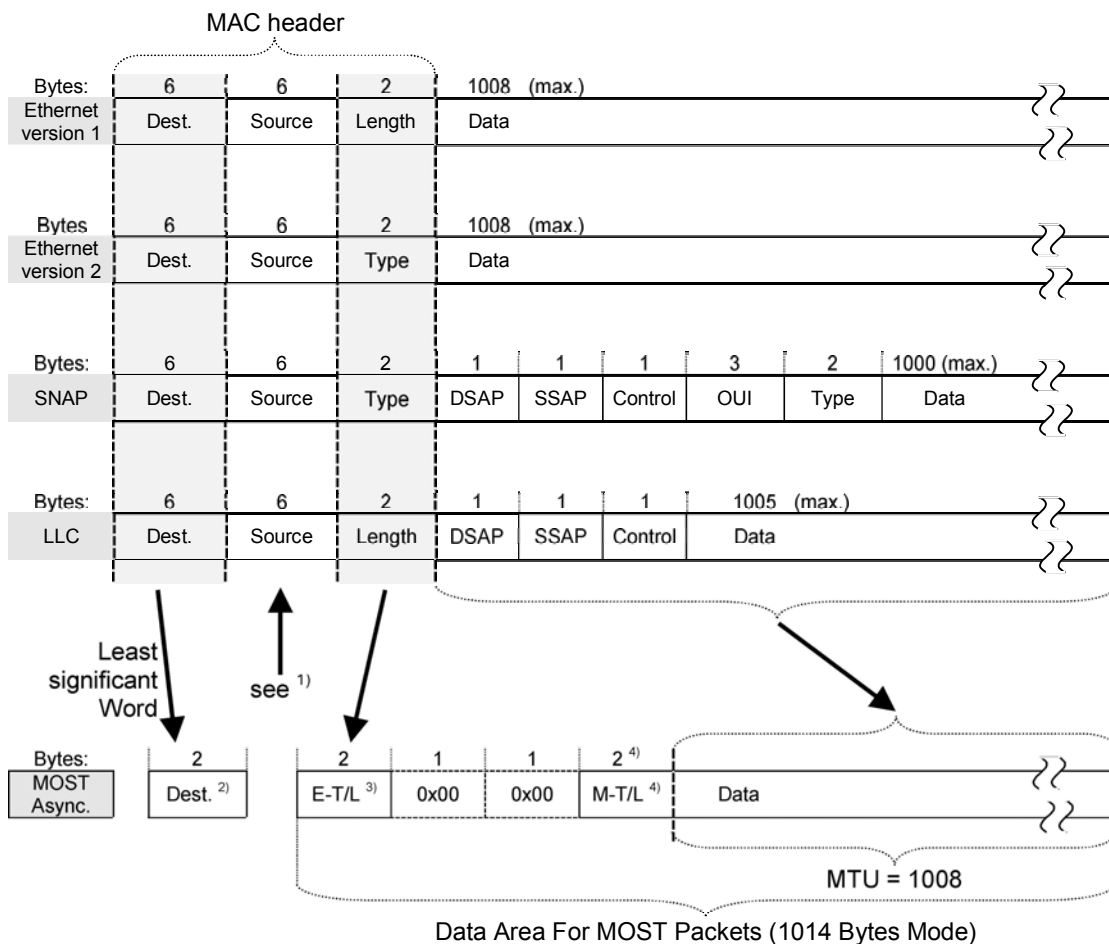 MAC header
Bytes: 6 6 2 1008 (max.)
Ethernet version 1 Dest. Source Length Data
Bytes 6 6 2 1008 (max.)
Ethernet version 2 Dest. Source Type Data
Bytes: 6 6 2 1 1 1 3 2 1000 (max.)
SNAP Dest. Source Type DSAP SSAP Control OUI Type Data
Bytes: 6 6 2 1 1 1 1005 (max.)
LLC Dest. Source Length DSAP SSAP Control Data
Least
significant
Word
see 1)
Bytes: 2 2 1 1 2 4)
MOST Async. Dest. 2) E-T/L 3) 0x00 0x00 M-T/L 4) Data
MTU = 1008
Data Area For MOST Packets (1014 Bytes Mode)